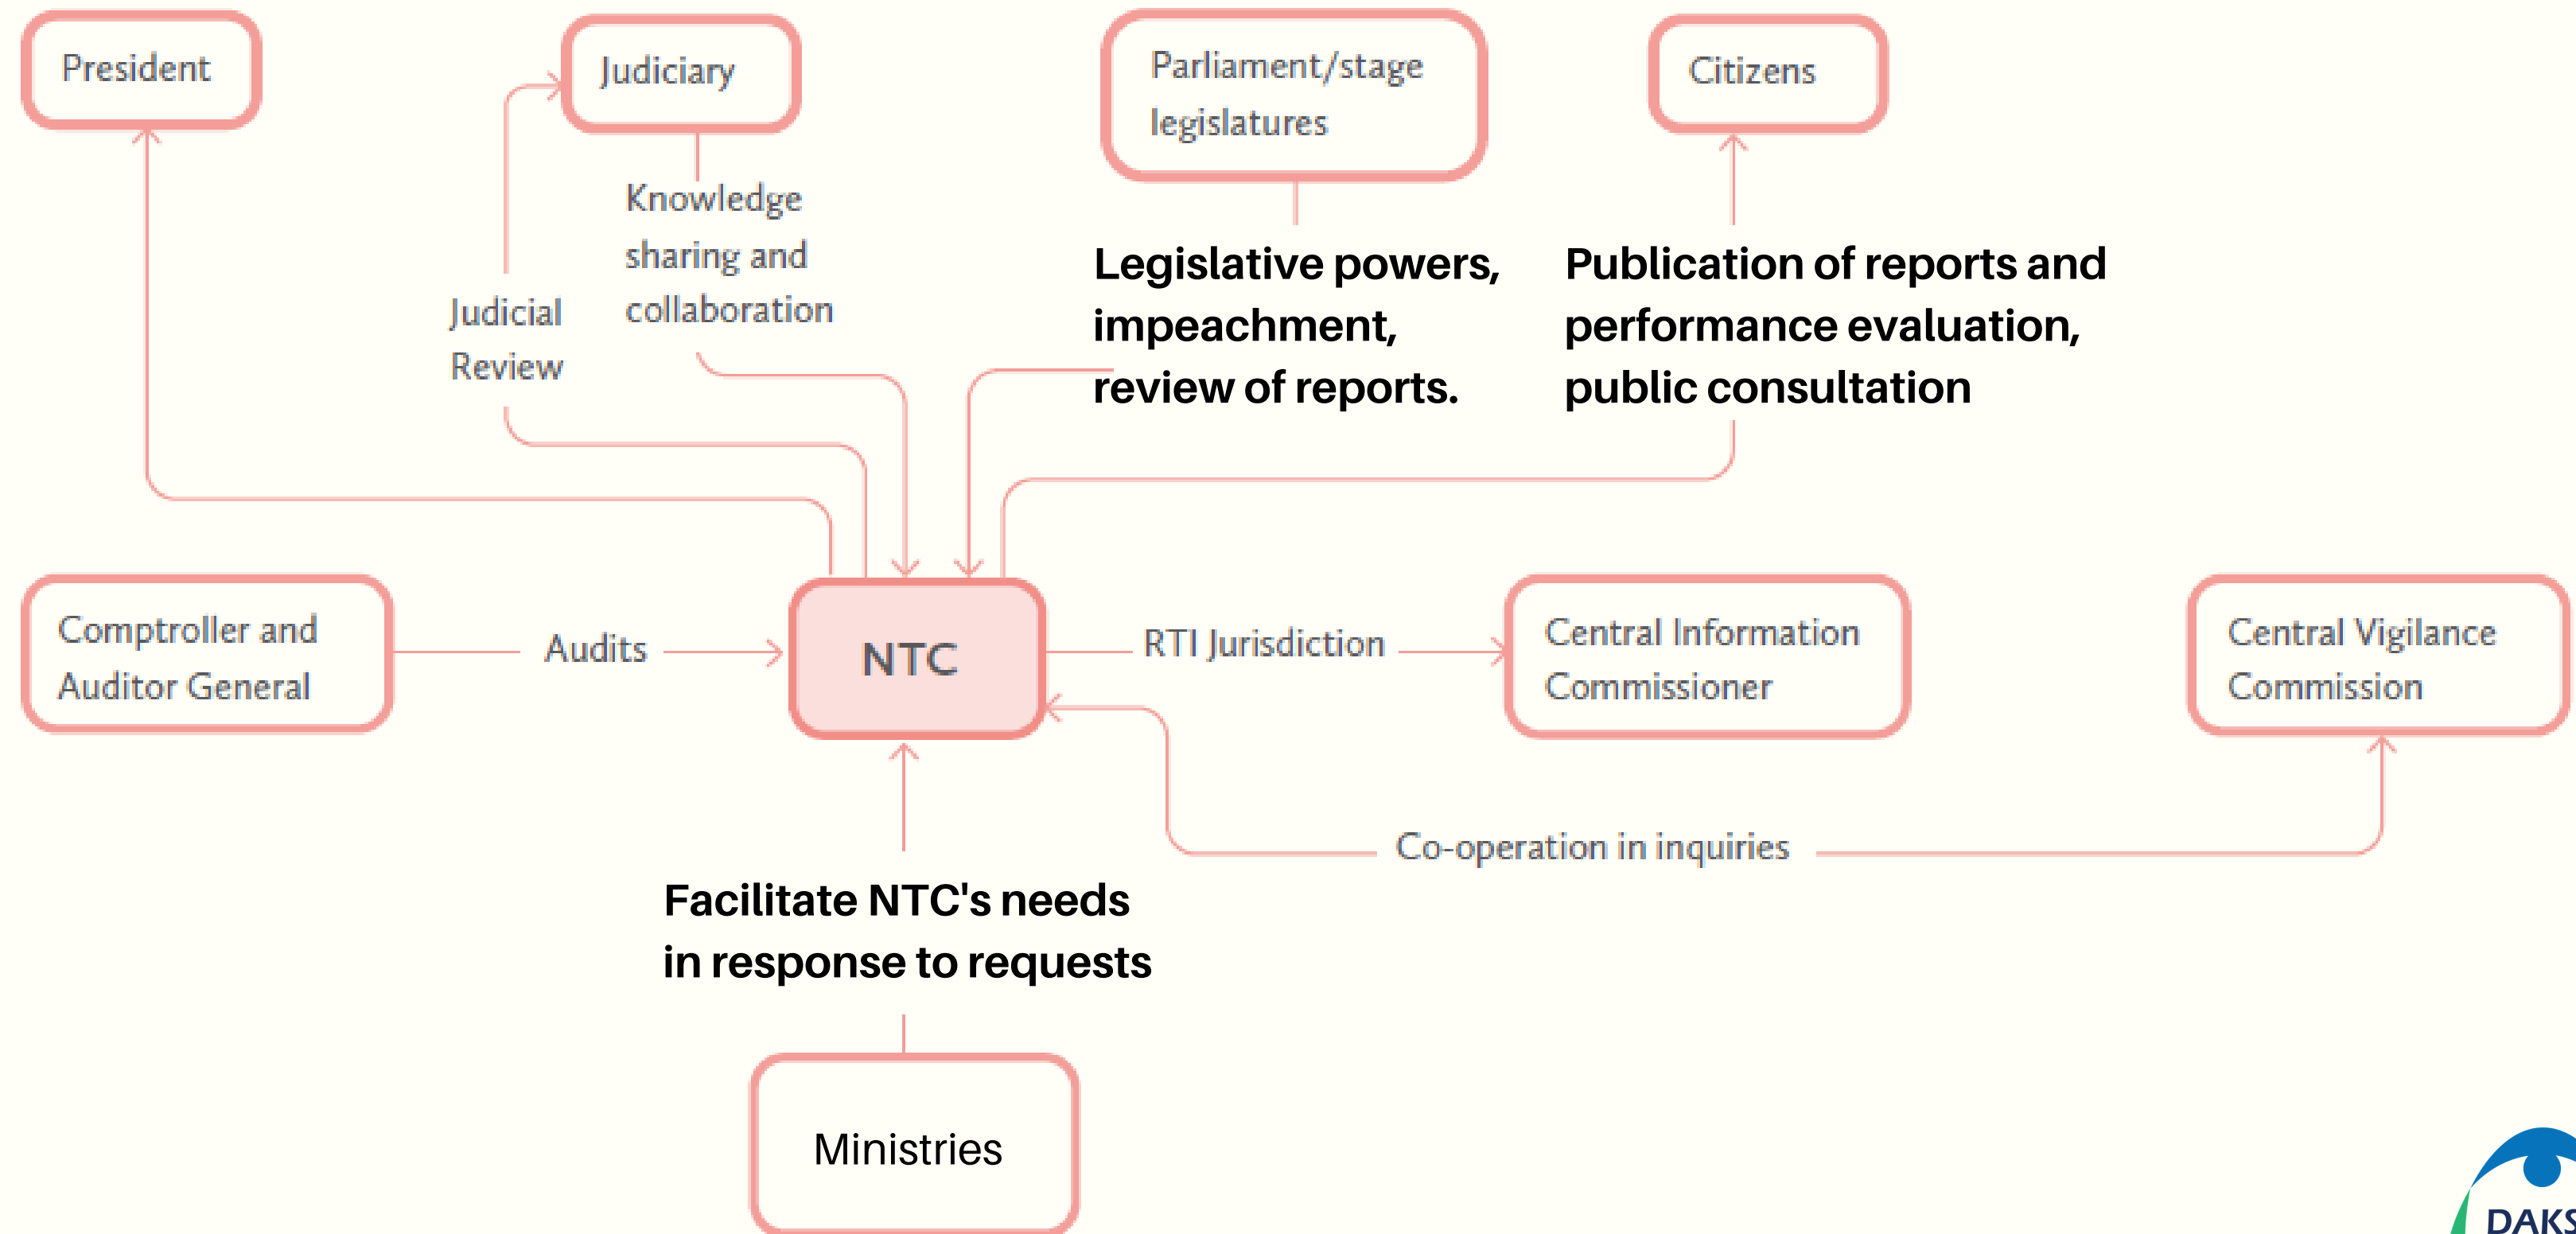 President
Judiciary
Parliament/stage
legislatures
Citizens
Knowledge
sharing and
collaboration
Judicial
Review
Legislative powers,
impeachment,
review of reports.
Publication of reports and
performance evaluation,
public consultation
Comptroller and
Auditor General
Audits
NTC
RTI Jurisdiction
Central Information
Commissioner
Central Vigilance
Commission
Co-operation in inquiries
Facilitate NTC's needs
in response to requests
Ministries
DAKS